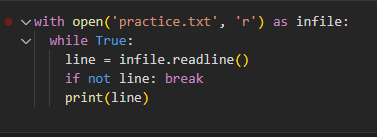 with open('practice.txt', 'r') as infile:
    while True:
        line = infile.readline()
        if not line: break
        print(line)